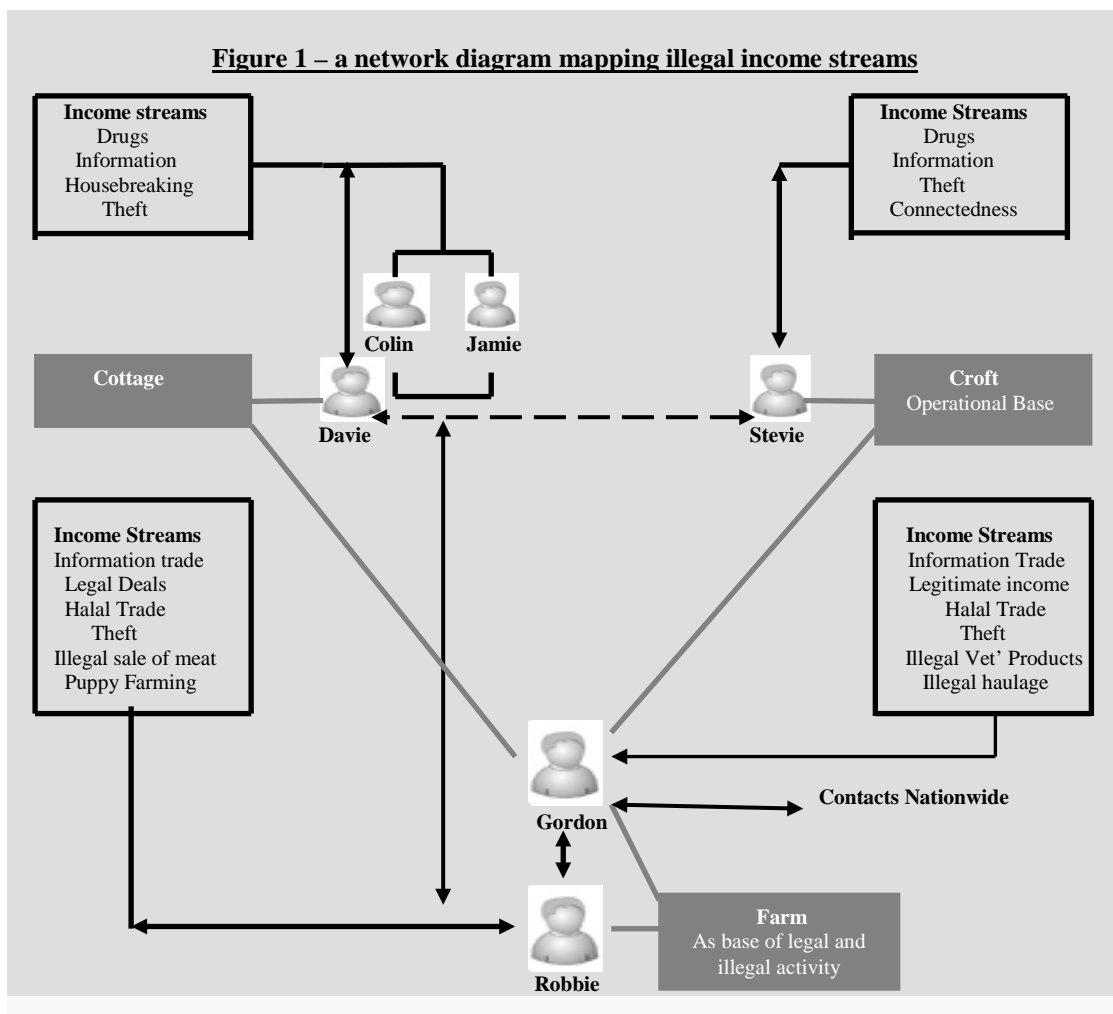 Figure 1 – a network diagram mapping illegal income streams
Income streams
Drugs
Information
Housebreaking
Theft
Income Streams
Drugs
Information
Theft
Connectedness
Colin
Jamie
Cottage
Davie
Stevie
Croft
Operational Base
Income Streams
Information trade
Legal Deals
Halal Trade
Theft
Illegal sale of meat
Puppy Farming
Income Streams
Information Trade
Legitimate income
Halal Trade
Theft
Illegal Vet’ Products
Illegal haulage
Contacts Nationwide
Gordon
Farm
As base of legal and
illegal activity
Robbie